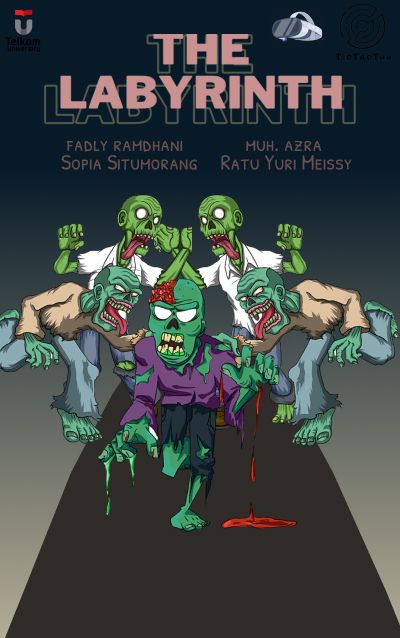 Telkom
University
TicTacToe
THE
LABYRINTH
FADLY RAMDHANI
MUH. AZRA
SOPIA SITUMORANG
RATU YURI MEISSY